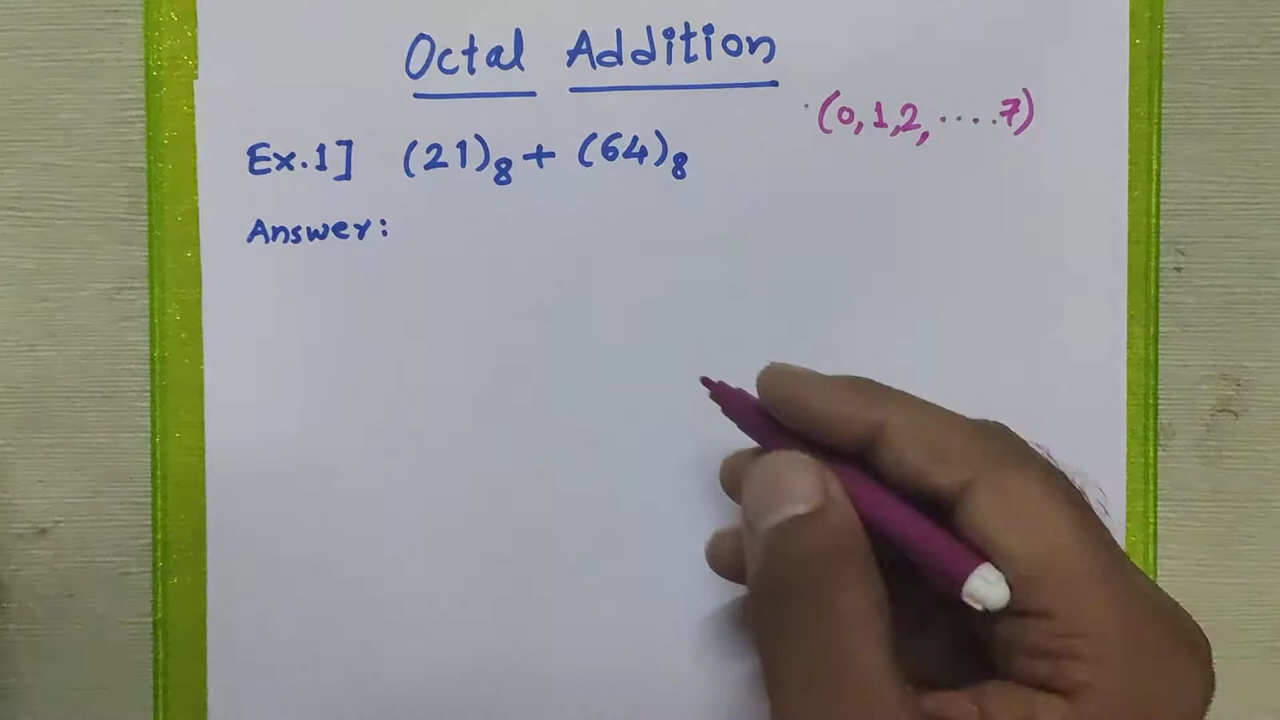 Octal Addition
(0,1,2,....7)
Ex.1] (21)₈ + (64)₈
Answer: